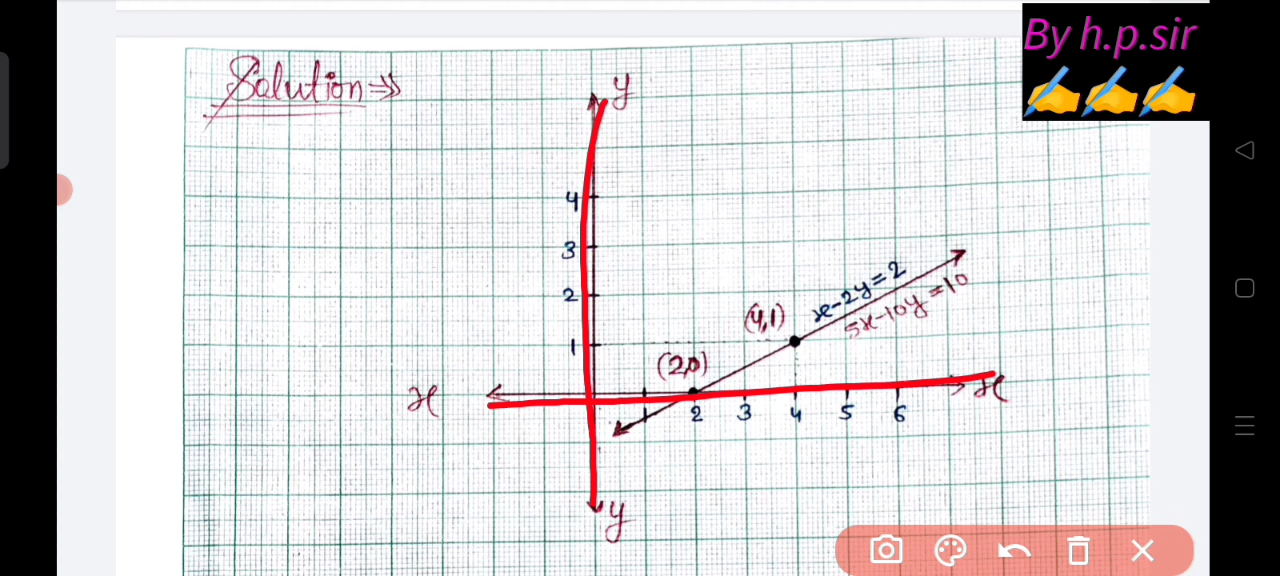 By h.p.sir
Solution
y
4
3
2
1
x-2y=2
5x-10y=10
(4,1)
(2,0)
x
x
1 2 3 4 5 6
y